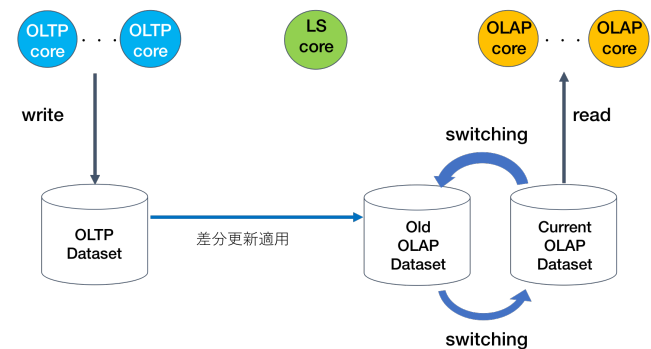 OLTP
core
. . .
OLTP
core
LS
core
OLAP
core
. . .
OLAP
core
write
read
switching
OLTP
Dataset
差分更新適用
Old
OLAP
Dataset
Current
OLAP
Dataset
switching